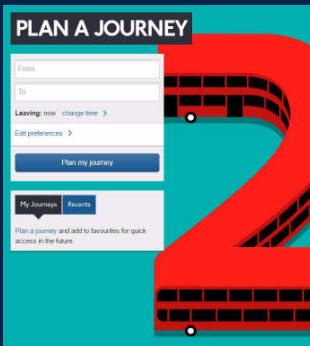 PLAN A JOURNEY
From
To
Leaving: now change time >
Edit preferences >
Plan my journey
My Journeys Recents
Plan a journey and add to favourites for quick
access in the future.